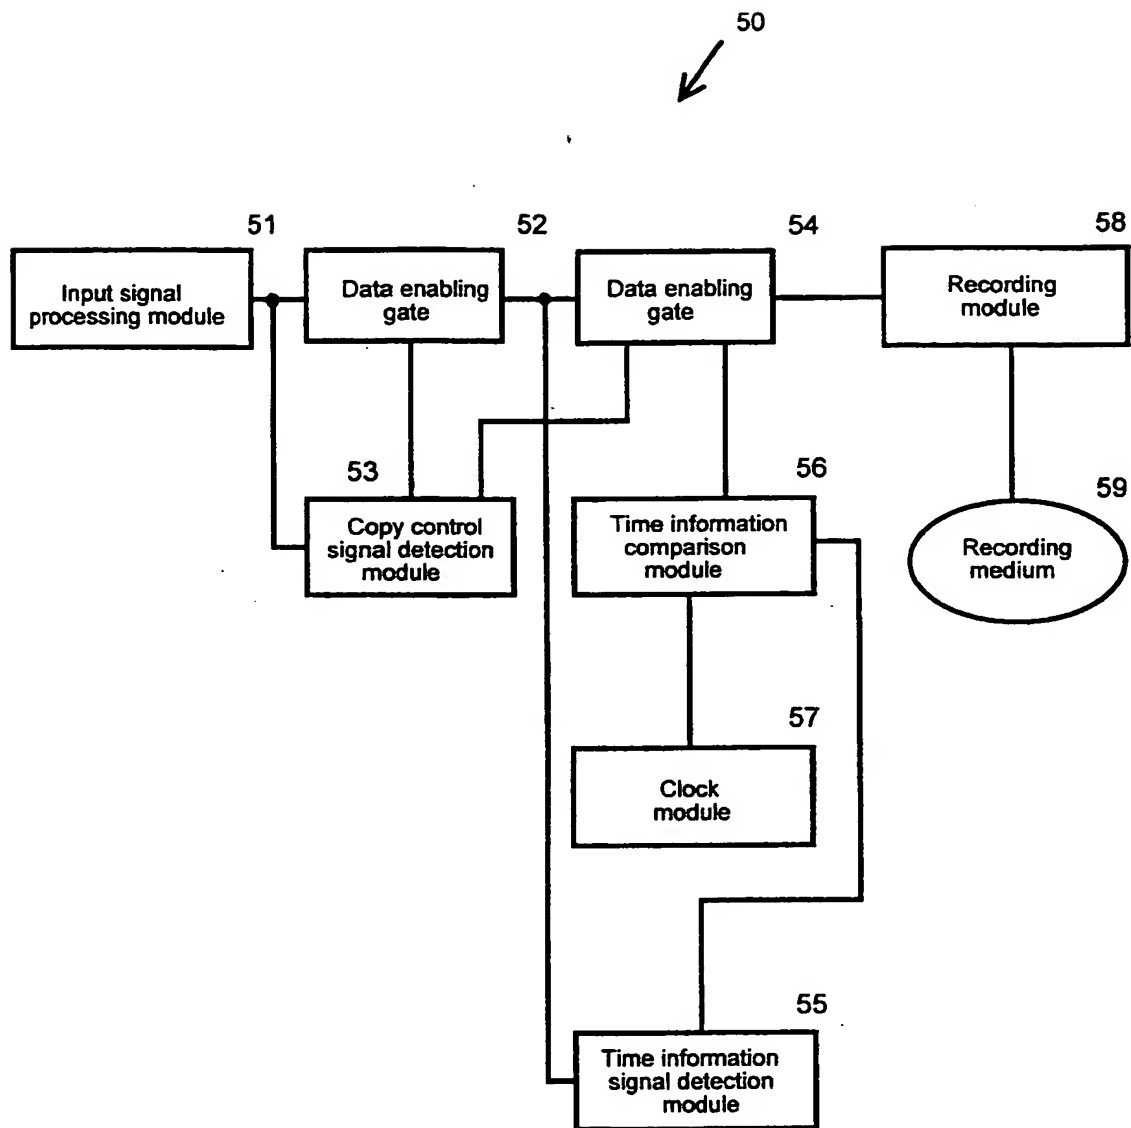 50
51
52
54
58
Input signal
processing module
Data enabling
gate
Data enabling
gate
Recording
module
53
56
59
Copy control
signal detection
module
Time information
comparison
module
Recording
medium
57
Clock
module
55
Time information
signal detection
module